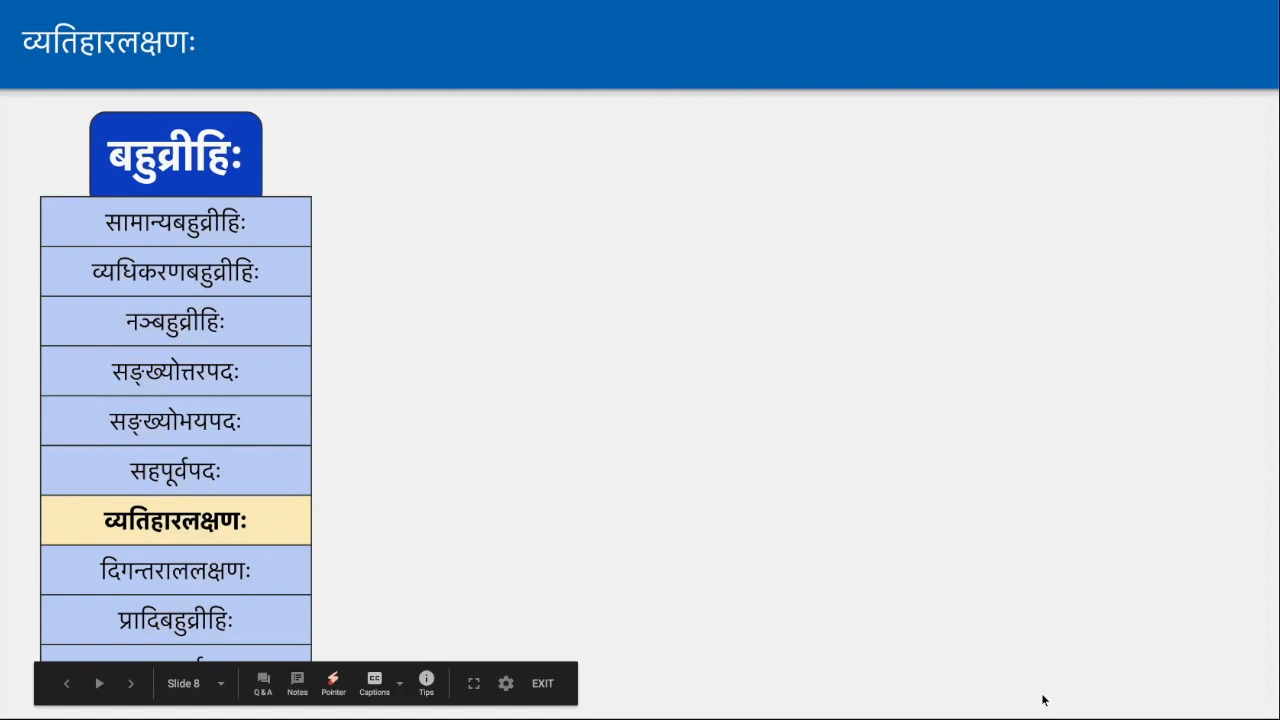 व्यतिहारलक्षणः
बहुव्रीहिः
सामान्यबहुव्रीहिः
व्यधिकरणबहुव्रीहिः
नञ्बहुव्रीहिः
सङ्ख्योत्तरपदः
सङ्ख्योभयपदः
सहपूर्वपदः
व्यतिहारलक्षणः
दिगन्तराललक्षणः
प्रादिबहुव्रीहिः
Slide 8
Q & A
Notes
Pointer
Captions
Tips
EXIT